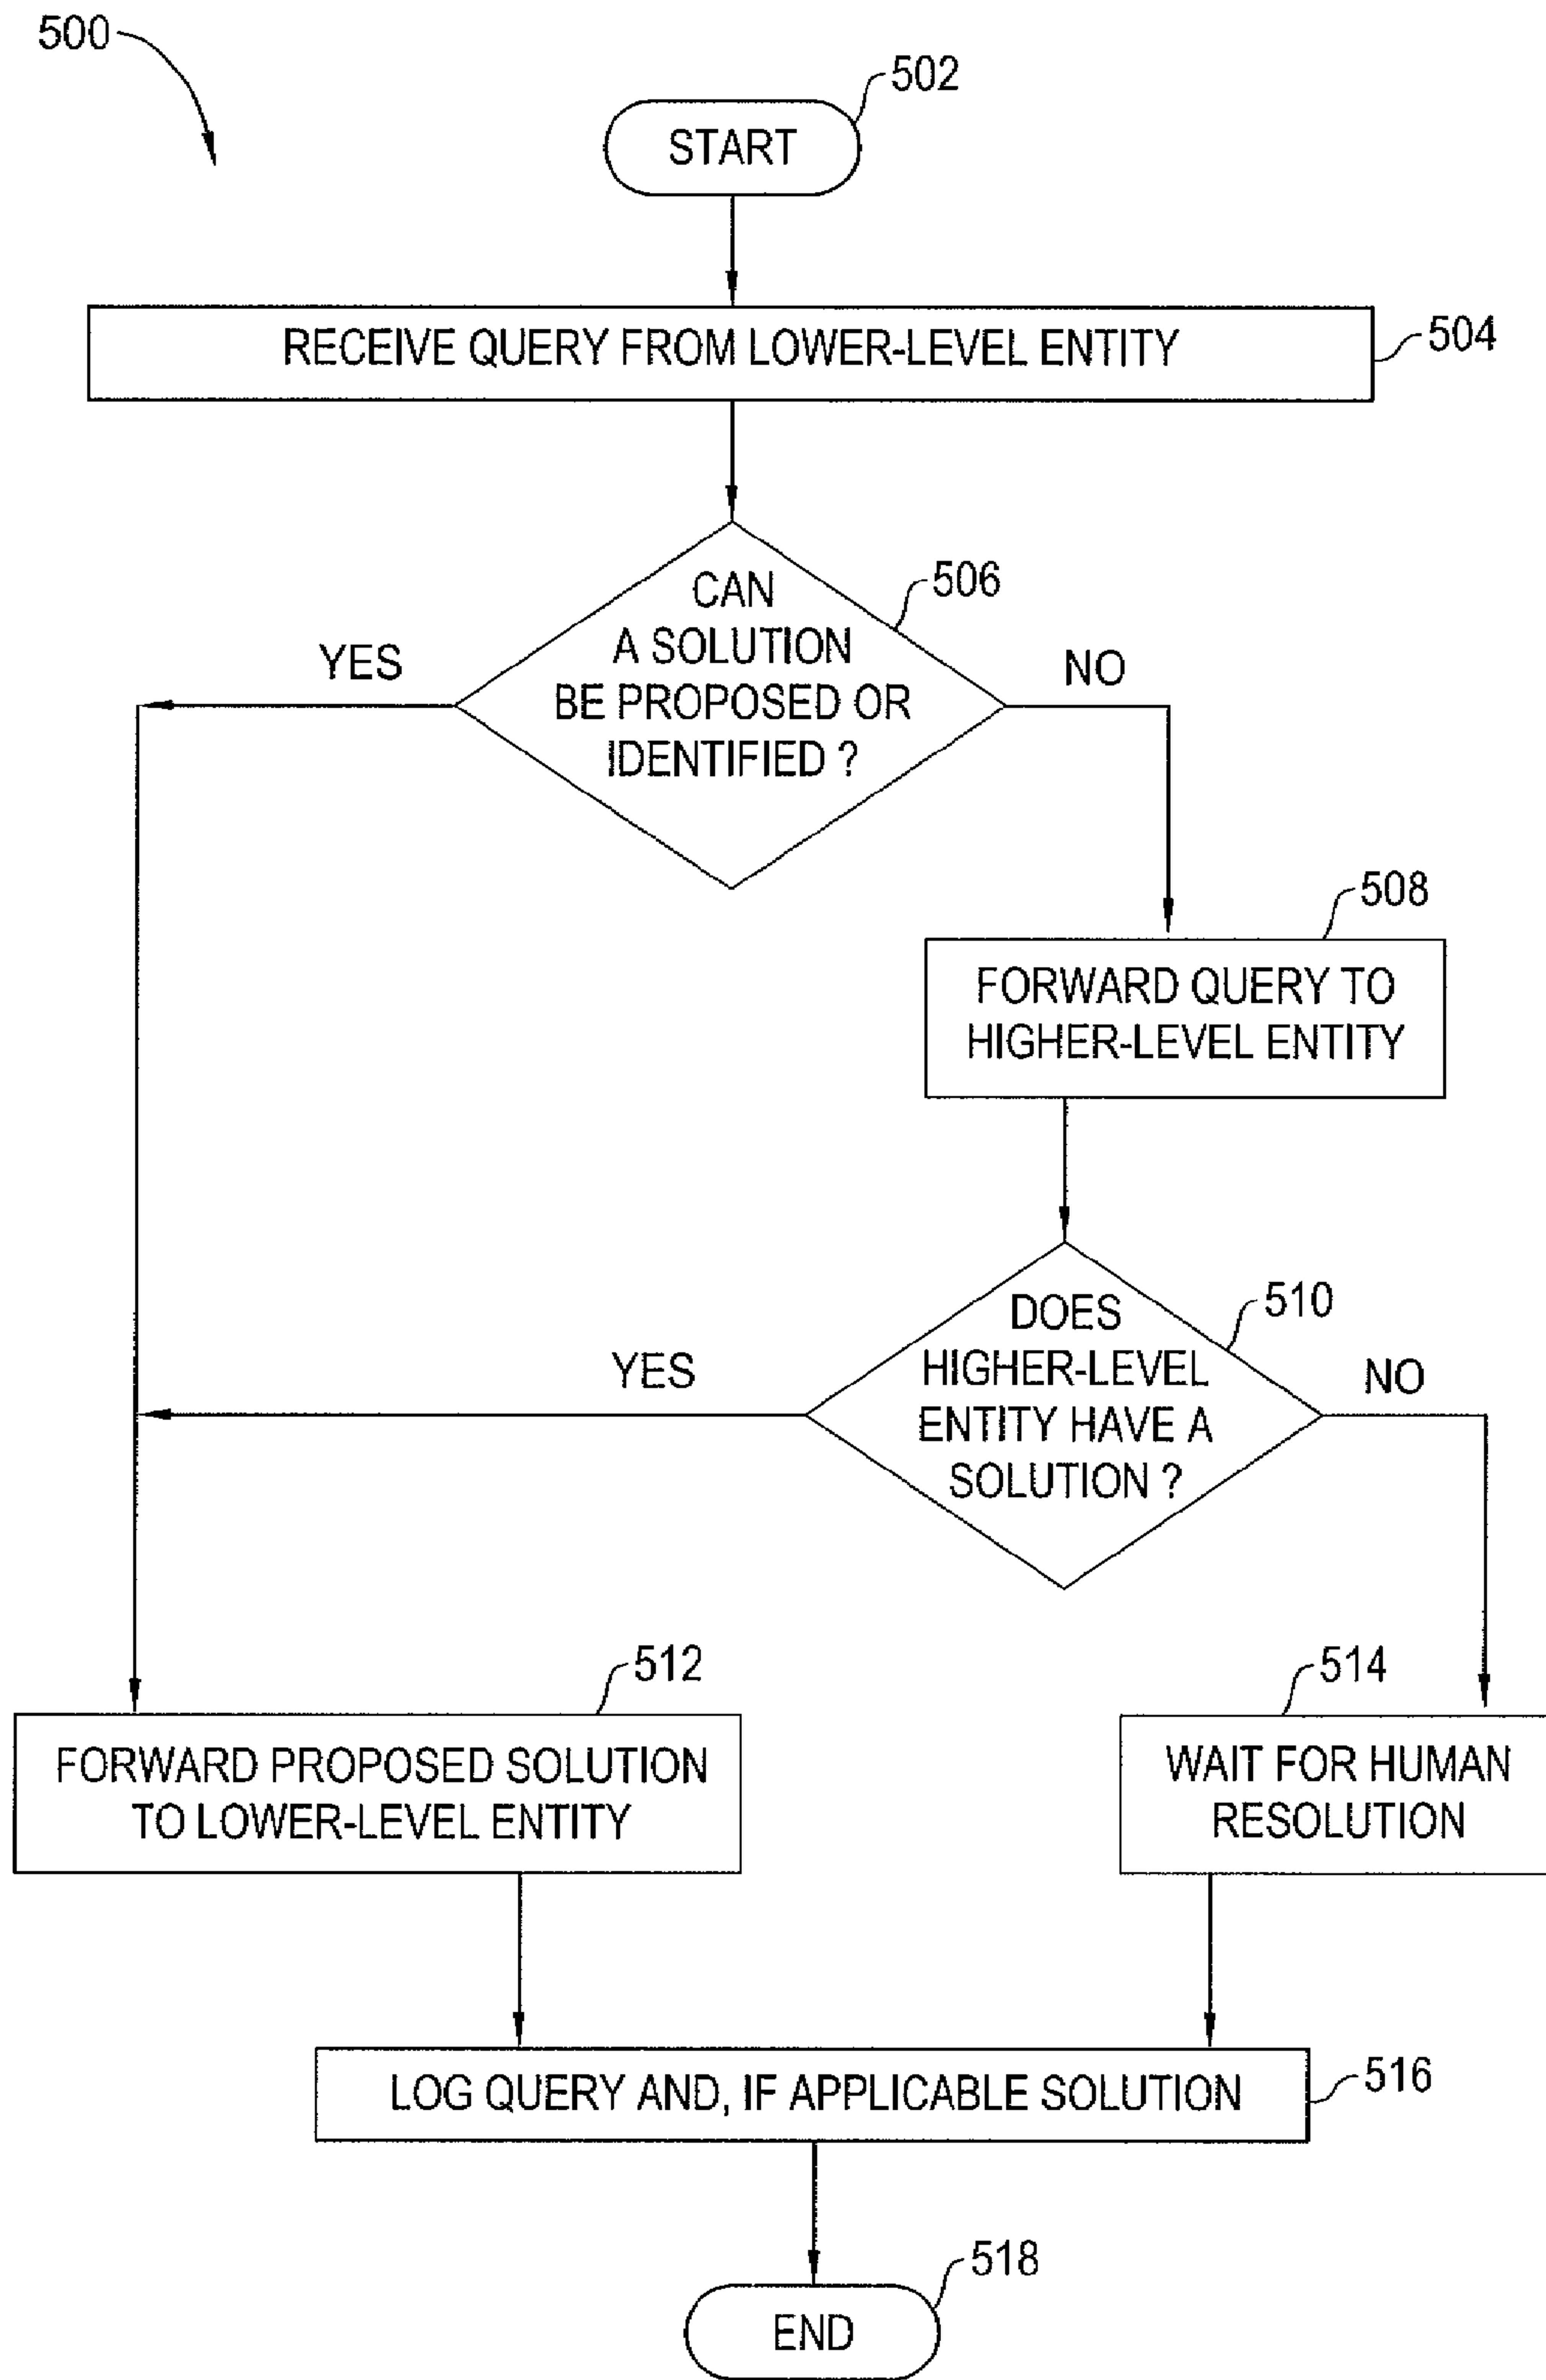 500
502
START
RECEIVE QUERY FROM LOWER-LEVEL ENTITY
504
CAN
A SOLUTION
BE PROPOSED OR
IDENTIFIED ?
506
YES
NO
508
FORWARD QUERY TO
HIGHER-LEVEL ENTITY
DOES
HIGHER-LEVEL
ENTITY HAVE A
SOLUTION ?
510
YES
NO
512
FORWARD PROPOSED SOLUTION
TO LOWER-LEVEL ENTITY
514
WAIT FOR HUMAN
RESOLUTION
LOG QUERY AND, IF APPLICABLE SOLUTION
516
518
END